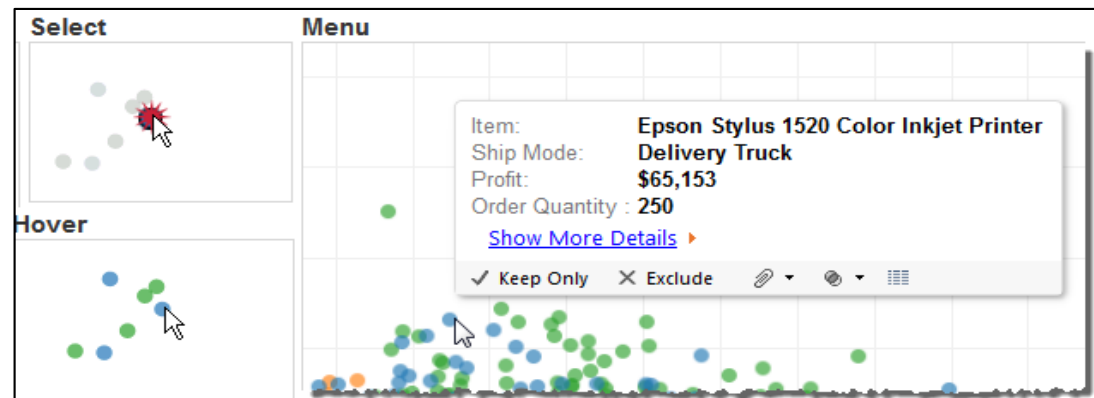 Select
Menu
Item: Epson Stylus 1520 Color Inkjet Printer
Ship Mode: Delivery Truck
Profit: $65,153
Order Quantity : 250
Show More Details
Keep Only Exclude
Hover